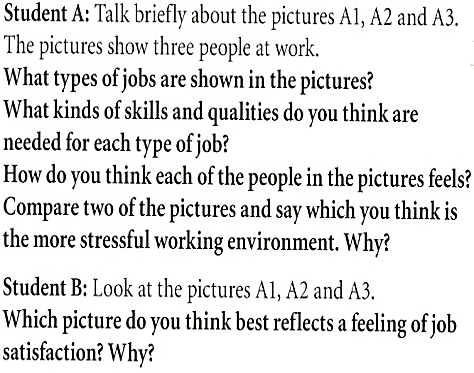 Student A: Talk briefly about the pictures A1, A2 and A3.
The pictures show three people at work.
What types of jobs are shown in the pictures?
What kinds of skills and qualities do you think are
needed for each type of job?
How do you think each of the people in the pictures feels?
Compare two of the pictures and say which you think is
the more stressful working environment. Why?
Student B: Look at the pictures A1, A2 and A3.
Which picture do you think best reflects a feeling of job
satisfaction? Why?